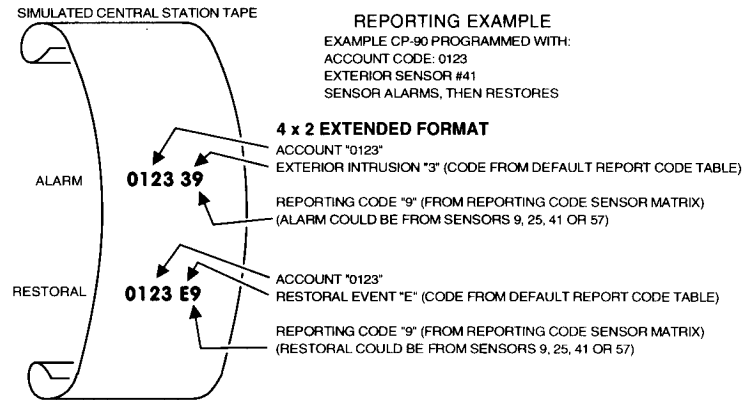 SIMULATED CENTRAL STATION TAPE
REPORTING EXAMPLE
EXAMPLE CP-90 PROGRAMMED WITH:
ACCOUNT CODE: 0123
EXTERIOR SENSOR #41
SENSOR ALARMS, THEN RESTORES
4 x 2 EXTENDED FORMAT
ACCOUNT "0123"
EXTERIOR INTRUSION "3" (CODE FROM DEFAULT REPORT CODE TABLE)
ALARM
0123 39
REPORTING CODE "9" (FROM REPORTING CODE SENSOR MATRIX)
(ALARM COULD BE FROM SENSORS 9, 25, 41 OR 57)
ACCOUNT "0123"
RESTORAL
0123 E9
RESTORAL EVENT "E" (CODE FROM DEFAULT REPORT CODE TABLE)
REPORTING CODE "9" (FROM REPORTING CODE SENSOR MATRIX)
(RESTORAL COULD BE FROM SENSORS 9, 25, 41 OR 57)